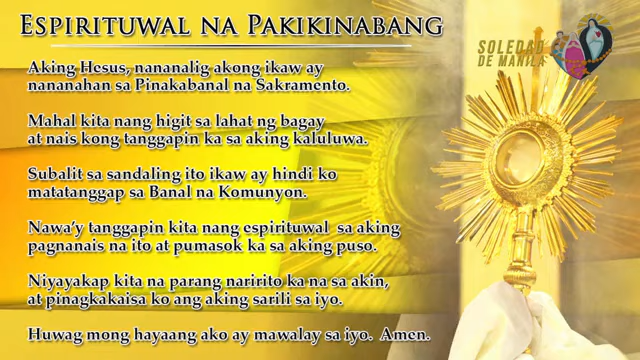 Espirituwal na Pakikinabang
SOLEDAD
DE MANILA
Aking Hesus, nananalig akong ikaw ay
nananahan sa Pinakabanal na Sakramento.
Mahal kita nang higit sa lahat ng bagay
at nais kong tanggapin ka sa aking kaluluwa.
Subalit sa sandaling ito ikaw ay hindi ko
matatanggap sa Banal na Komunyon.
Nawa'y tanggapin kita nang espirituwal sa aking
pagnanais na ito at pumasok ka sa aking puso.
Niyayakap kita na parang naririto ka na sa akin,
at pinagkakaisa ko ang aking sarili sa iyo.
Huwag mong hayaang ako ay mawalay sa iyo. Amen.